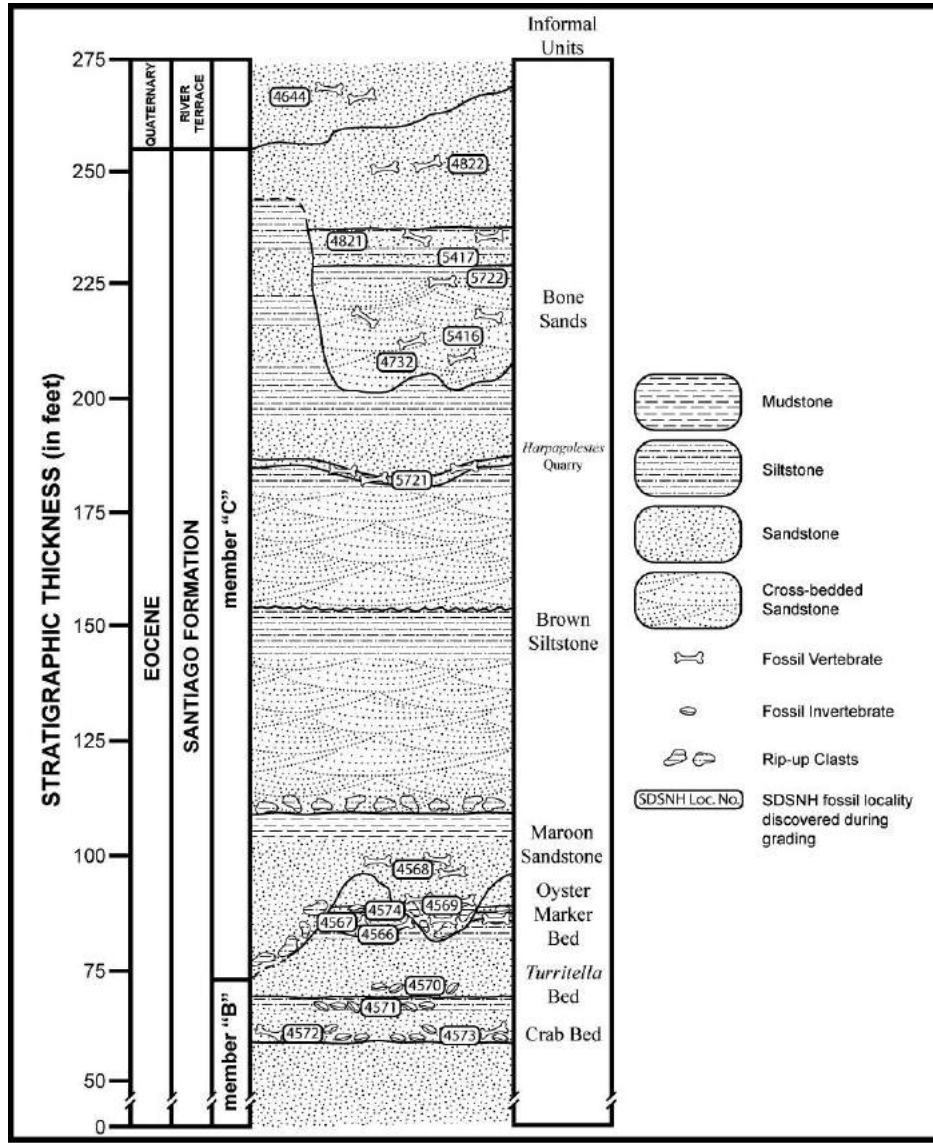 Informal
Units
275
250
225
200
175
150
125
100
75
50
0
STRATIGRAPHIC THICKNESS (in feet)
QUATERNARY
EOCENE
RIVER
TERRACE
SANTIAGO FORMATION
member "C"
member "B"
4644
4822
4821
5417
5722
5416
4732
5721
4568
4569
4574
4567
4566
4570
4571
4572
4573
Bone
Sands
Harpagolestes
Quarry
Brown
Siltstone
Maroon
Sandstone
Oyster
Marker
Bed
Turritella
Bed
Crab Bed
Mudstone
Siltstone
Sandstone
Cross-bedded
Sandstone
Fossil Vertebrate
Fossil Invertebrate
Rip-up Clasts
SDSNH Loc. No.
SDSNH fossil locality
discovered during
grading